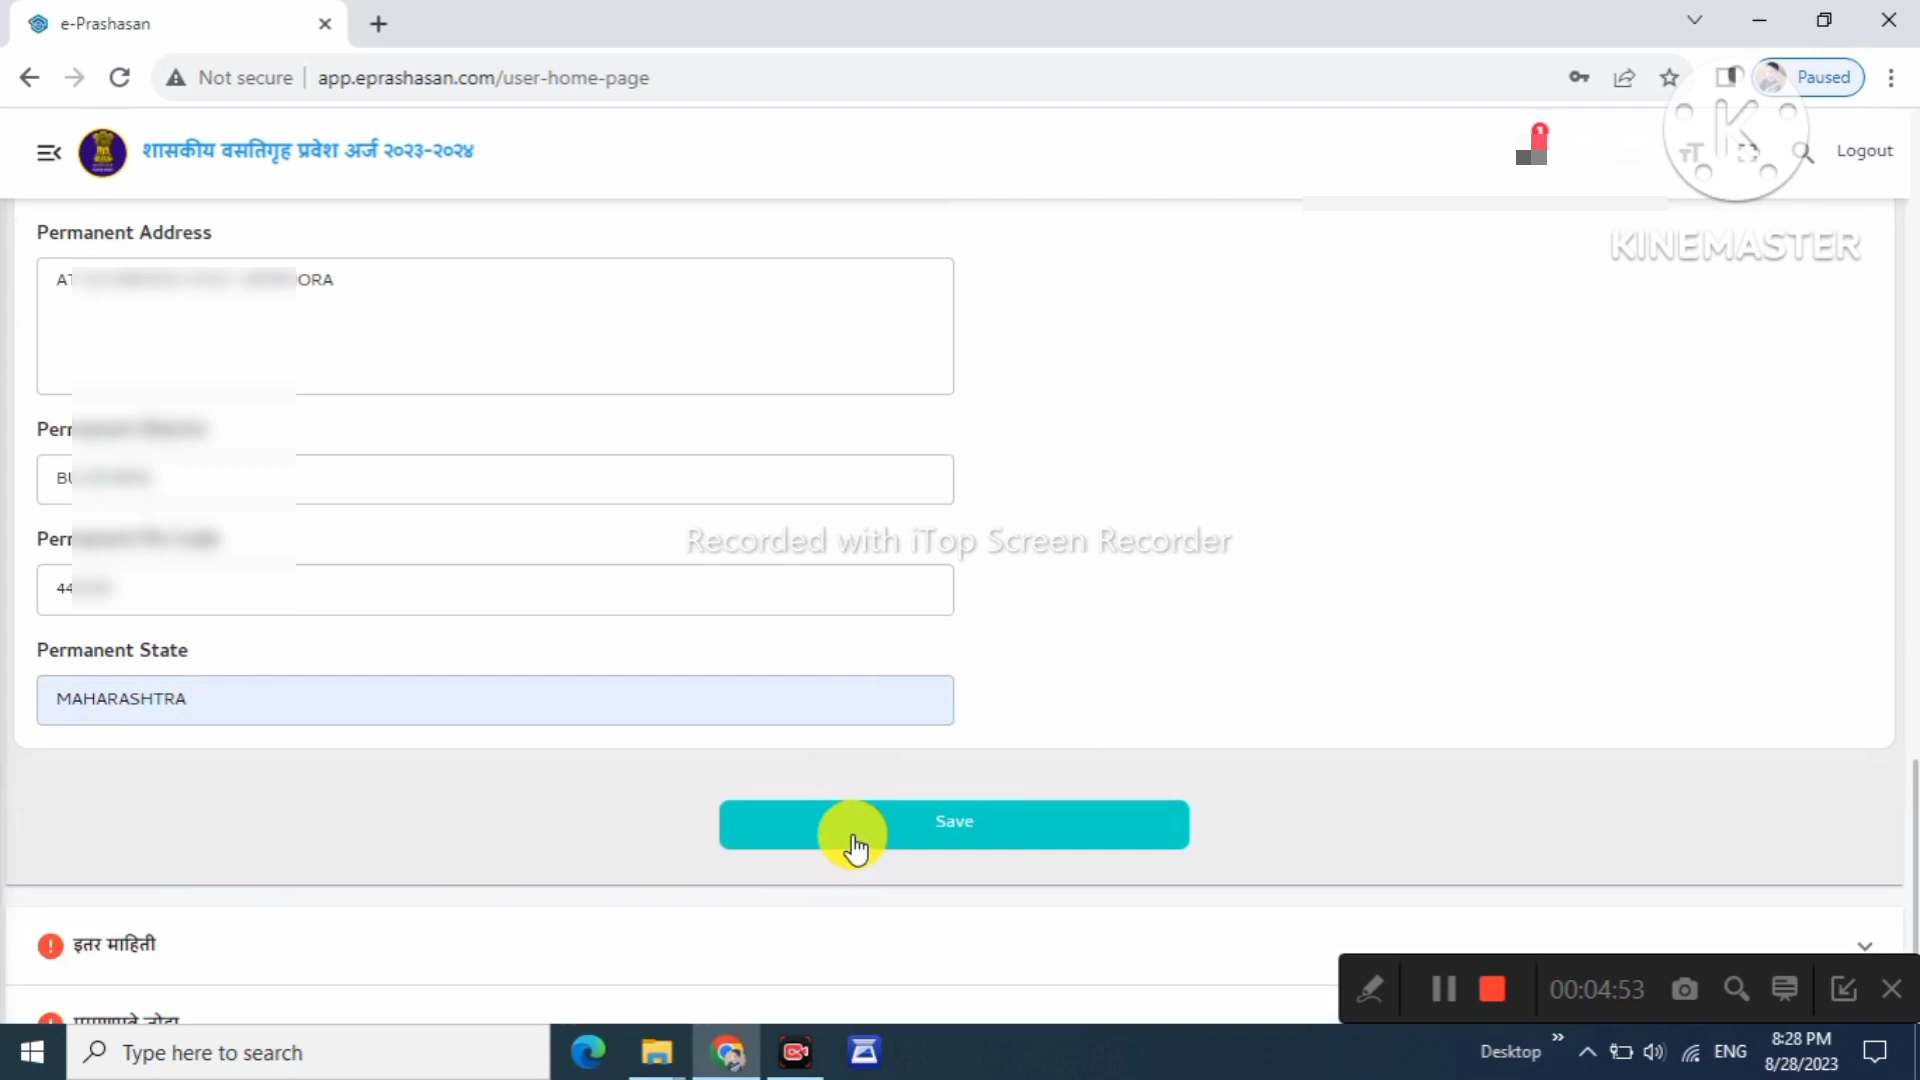 e-Prashasan
Not secure
app.eprashasan.com/user-home-page
Paused
शासकीय वसतिगृह प्रवेश अर्ज २०२३-२०२४
1
K
Logout
KINEMASTER
Permanent Address
ORA
MAHARASHTRA
Permanent State
Recorded with iTop Screen Recorder
Save
इतर माहिती
00:04:53
Type here to search
Desktop
ENG
8:28 PM
8/28/2023